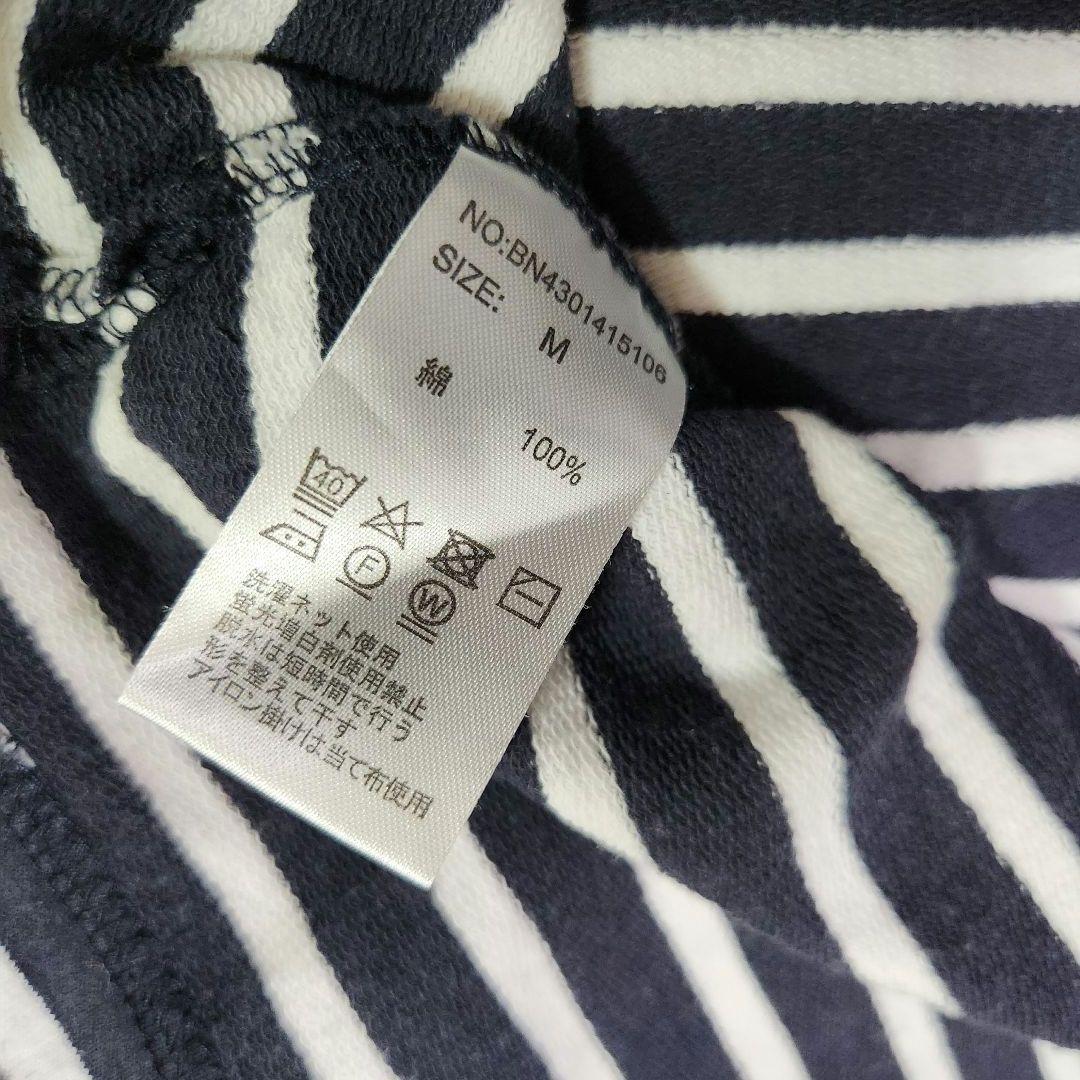 NO:BN4301415106
SIZE: M
綿 100%
40
F W
洗濯ネット使用
蛍光増白剤使用禁止
脱水は短時間で行う
形を整えて干す
アイロン掛けは当て布使用